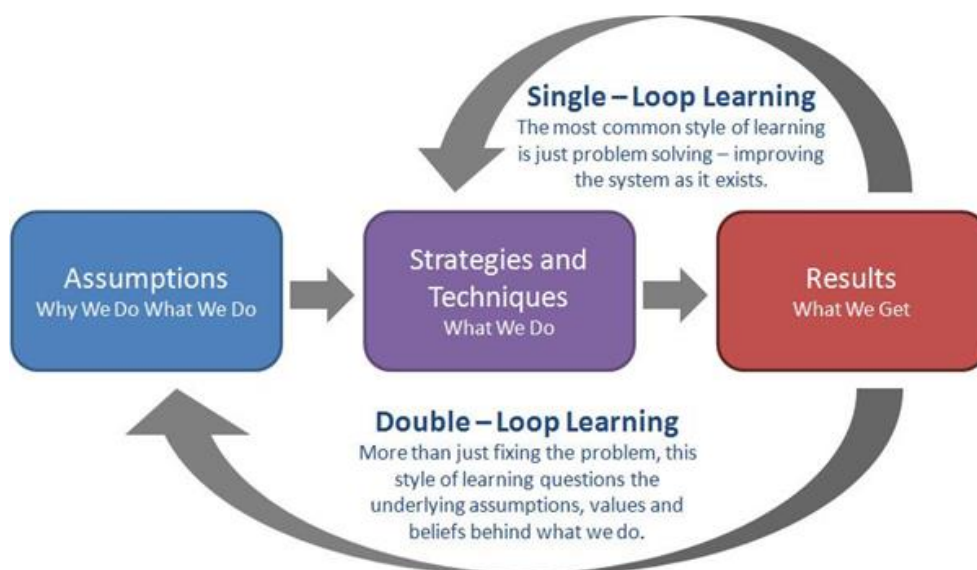 Single – Loop Learning
The most common style of learning
is just problem solving – improving
the system as it exists.
Assumptions
Why We Do What We Do
Strategies and
Techniques
What We Do
Results
What We Get
Double – Loop Learning
More than just fixing the problem, this
style of learning questions the
underlying assumptions, values and
beliefs behind what we do.